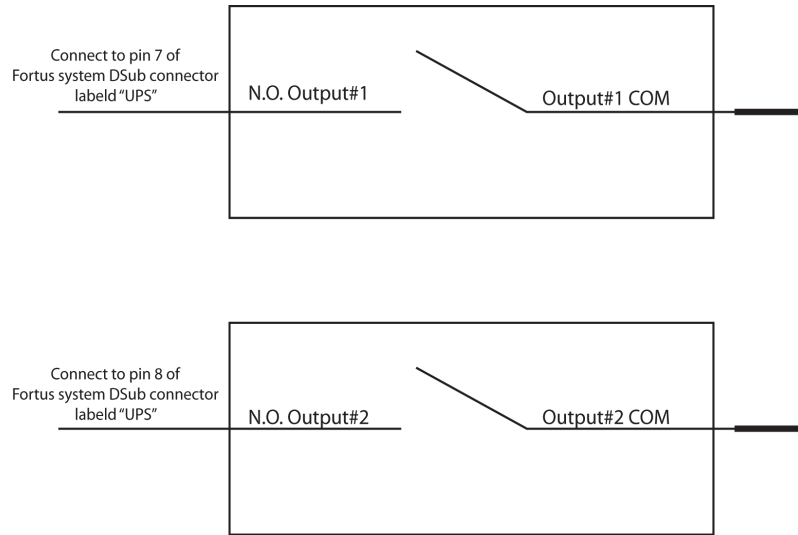 Connect to pin 7 of
Fortus system DSub connector
labeld "UPS"
N.O. Output#1
Output#1 COM
Connect to pin 8 of
Fortus system DSub connector
labeld "UPS"
N.O. Output#2
Output#2 COM